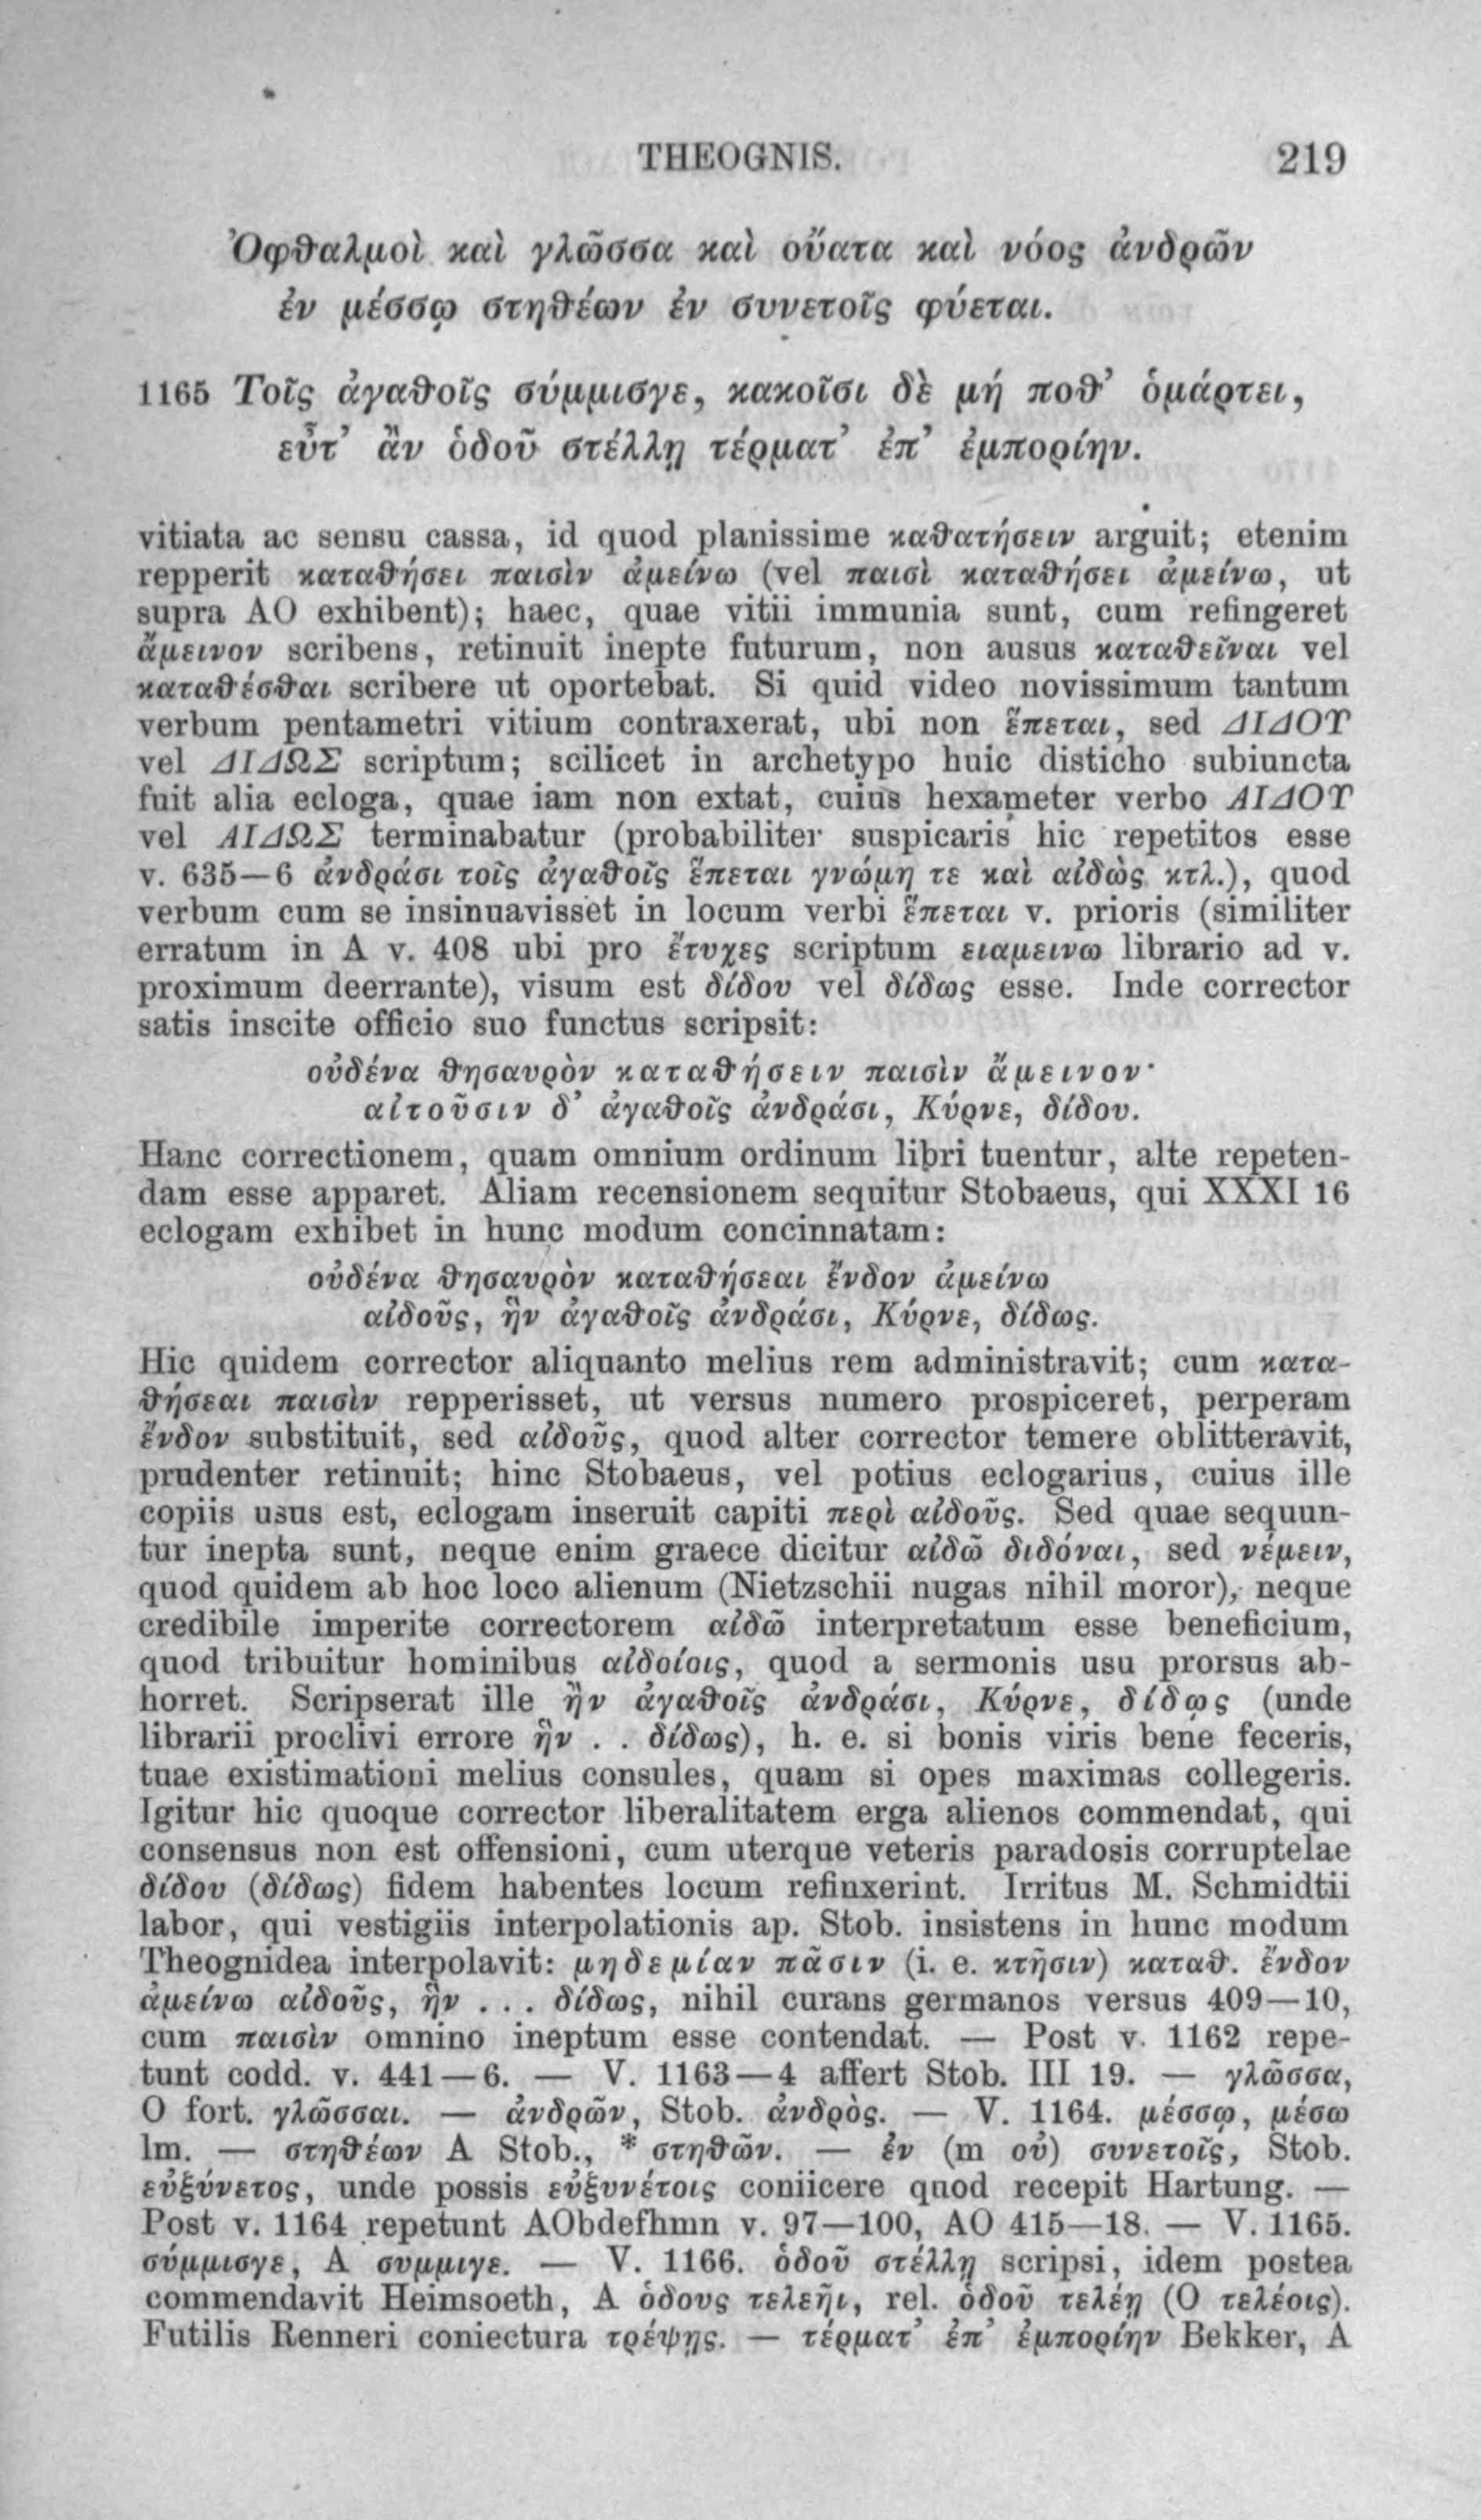 THEOGNIS. 219
Ὀφθαλμοὶ καὶ γλῶσσα καὶ οὔατα καὶ νόος ἀνδρῶν
ἐν μέσσῳ στηθέων ἐν συνετοῖς φύεται.
1165 Τοῖς ἀγαθοῖς σύμμισγε, κακοῖσι δὲ μή ποθ’ ὁμάρτει,
εὖτ’ ἂν ὁδοῦ στέλλῃ τέρματ’ ἐπ’ ἐμπορίην.
vitiata ac sensu cassa, id quod planissime καθατήσειν arguit; etenim
repperit καταθήσει παισὶν ἀμείνω (vel παισὶ καταθήσει ἀμείνω, ut
supra AO exhibent); haec, quae vitii immunia sunt, cum refingeret
ἄμεινον scribens, retinuit inepte futurum, non ausus καταθεῖναι vel
καταθέσθαι scribere ut oportebat. Si quid video novissimum tantum
verbum pentametri vitium contraxerat, ubi non ἕπεται, sed ΔΙΔΟΥ
vel ΔΙΔΩΣ scriptum; scilicet in archetypo huic disticho subiuncta
fuit alia ecloga, quae iam non extat, cuius hexameter verbo ΑΙΔΟΥ
vel ΑΙΔΩΣ terminabatur (probabiliter suspicaris hic repetitos esse
v. 635—6 ἀνδράσι τοῖς ἀγαθοῖς ἕπεται γνώμη τε καὶ αἰδὼς κτλ.), quod
verbum cum se insinuavisset in locum verbi ἕπεται v. prioris (similiter
erratum in A v. 408 ubi pro ἔτυχες scriptum ειαμεινω librario ad v.
proximum deerrante), visum est δίδου vel δίδως esse. Inde corrector
satis inscite officio suo functus scripsit:
οὐδένα θησαυρὸν καταθήσειν παισὶν ἄμεινον·
αἰτοῦσιν δ’ ἀγαθοῖς ἀνδράσι, Κύρνε, δίδου.
Hanc correctionem, quam omnium ordinum libri tuentur, alte repeten-
dam esse apparet. Aliam recensionem sequitur Stobaeus, qui XXXI 16
eclogam exhibet in hunc modum concinnatam:
οὐδένα θησαυρὸν καταθήσεαι ἔνδον ἀμείνω
αἰδοῦς, ἣν ἀγαθοῖς ἀνδράσι, Κύρνε, δίδως.
Hic quidem corrector aliquanto melius rem administravit; cum κατα-
θήσεαι παισὶν repperisset, ut versus numero prospiceret, perperam
ἔνδον substituit, sed αἰδοῦς, quod alter corrector temere oblitteravit,
prudenter retinuit; hinc Stobaeus, vel potius eclogarius, cuius ille
copiis usus est, eclogam inseruit capiti περὶ αἰδοῦς. Sed quae sequun-
tur inepta sunt, neque enim graece dicitur αἰδῶ διδόναι, sed νέμειν,
quod quidem ab hoc loco alienum (Nietzschii nugas nihil moror), neque
credibile imperite correctorem αἰδῶ interpretatum esse beneficium,
quod tribuitur hominibus αἰδοίοις, quod a sermonis usu prorsus ab-
horret. Scripserat ille ἢν ἀγαθοῖς ἀνδράσι, Κύρνε, δίδῳς (unde
librarii proclivi errore ἣν . . δίδως), h. e. si bonis viris bene feceris,
tuae existimationi melius consules, quam si opes maximas collegeris.
Igitur hic quoque corrector liberalitatem erga alienos commendat, qui
consensus non est offensioni, cum uterque veteris paradosis corruptelae
δίδου (δίδως) fidem habentes locum refinxerint. Irritus M. Schmidtii
labor, qui vestigiis interpolationis ap. Stob. insistens in hunc modum
Theognidea interpolavit: μηδεμίαν πᾶσιν (i. e. κτῆσιν) καταθ. ἔνδον
ἀμείνω αἰδοῦς, ἣν . . . δίδως, nihil curans germanos versus 409—10,
cum παισὶν omnino ineptum esse contendat. — Post v. 1162 repe-
tunt codd. v. 441—6. — V. 1163—4 affert Stob. III 19. — γλῶσσα,
O fort. γλῶσσαι. — ἀνδρῶν, Stob. ἀνδρὸς. — V. 1164. μέσσῳ, μέσω
lm. — στηθέων A Stob., * στηθῶν. — ἐν (m οὐ) συνετοῖς, Stob.
εὐξύνετος, unde possis εὐξυνέτοις coniicere quod recepit Hartung. —
Post v. 1164 repetunt AObdefhmn v. 97—100, AO 415—18. — V. 1165.
σύμμισγε, A συμμιγε. — V. 1166. ὁδοῦ στέλλῃ scripsi, idem postea
commendavit Heimsoeth, A ὁδους τελεῆι, rel. ὁδοῦ τελέῃ (O τελέοις).
Futilis Renneri coniectura τρέψῃς. — τέρματ’ ἐπ’ ἐμπορίην Bekker, A